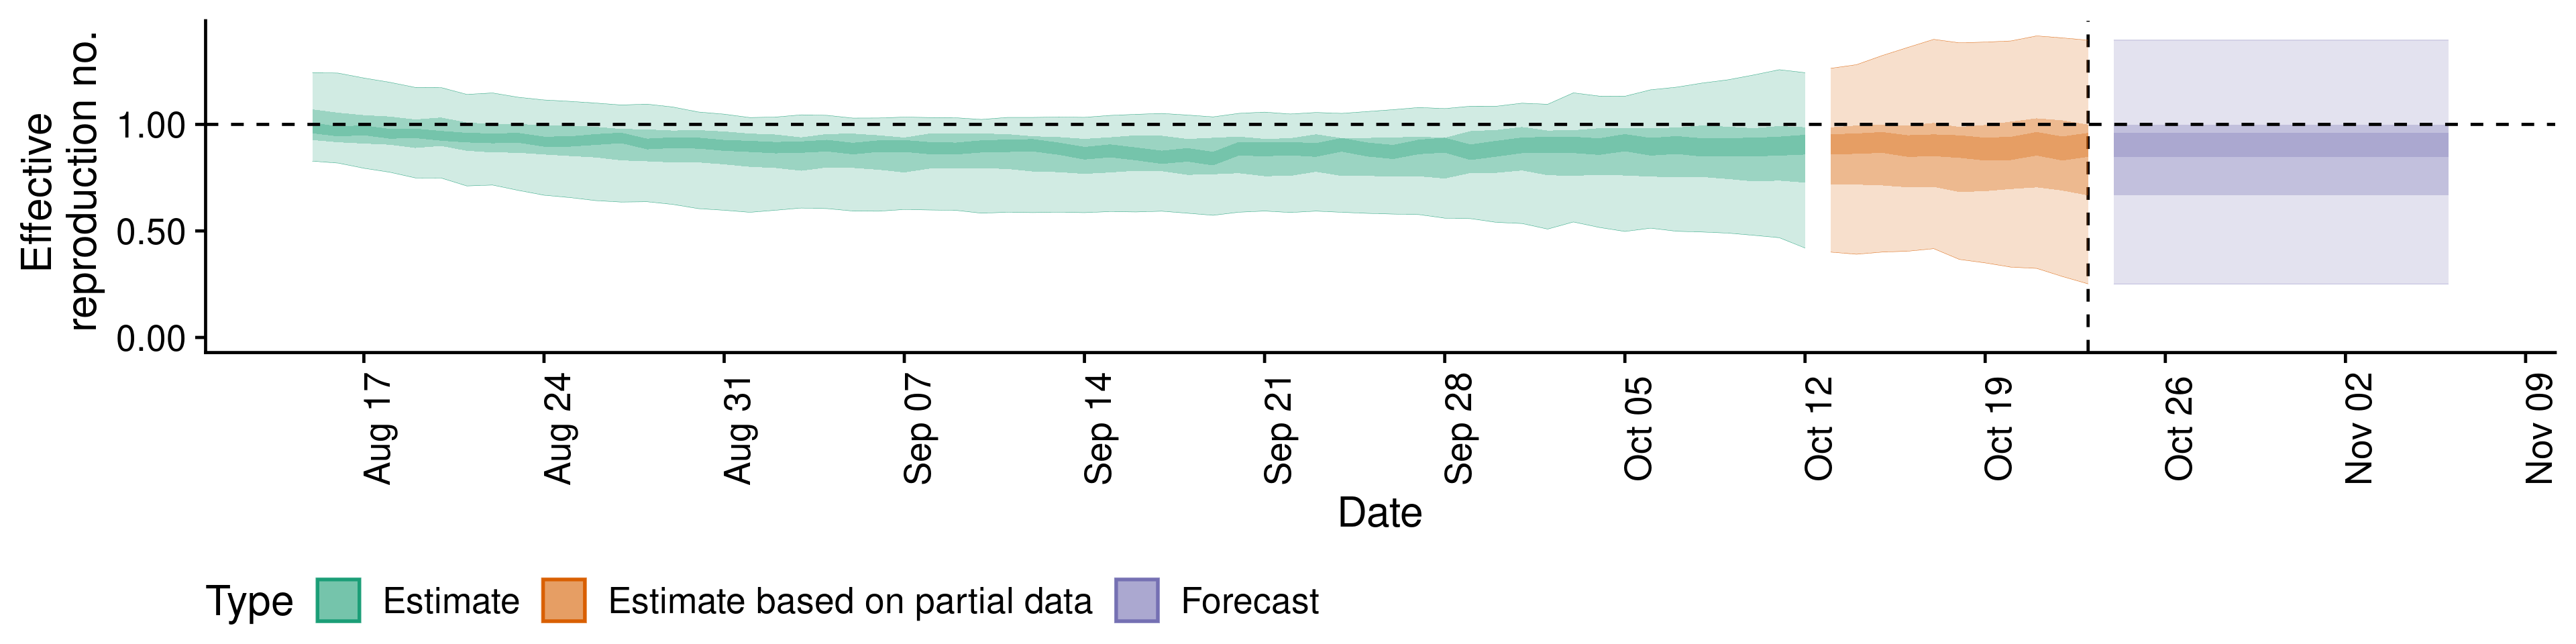 Effective
reproduction no.
1.00
0.50
0.00
Aug 17
Aug 24
Aug 31
Sep 07
Sep 14
Sep 21
Sep 28
Oct 05
Oct 12
Oct 19
Oct 26
Nov 02
Nov 09
Date
Type Estimate Estimate based on partial data Forecast